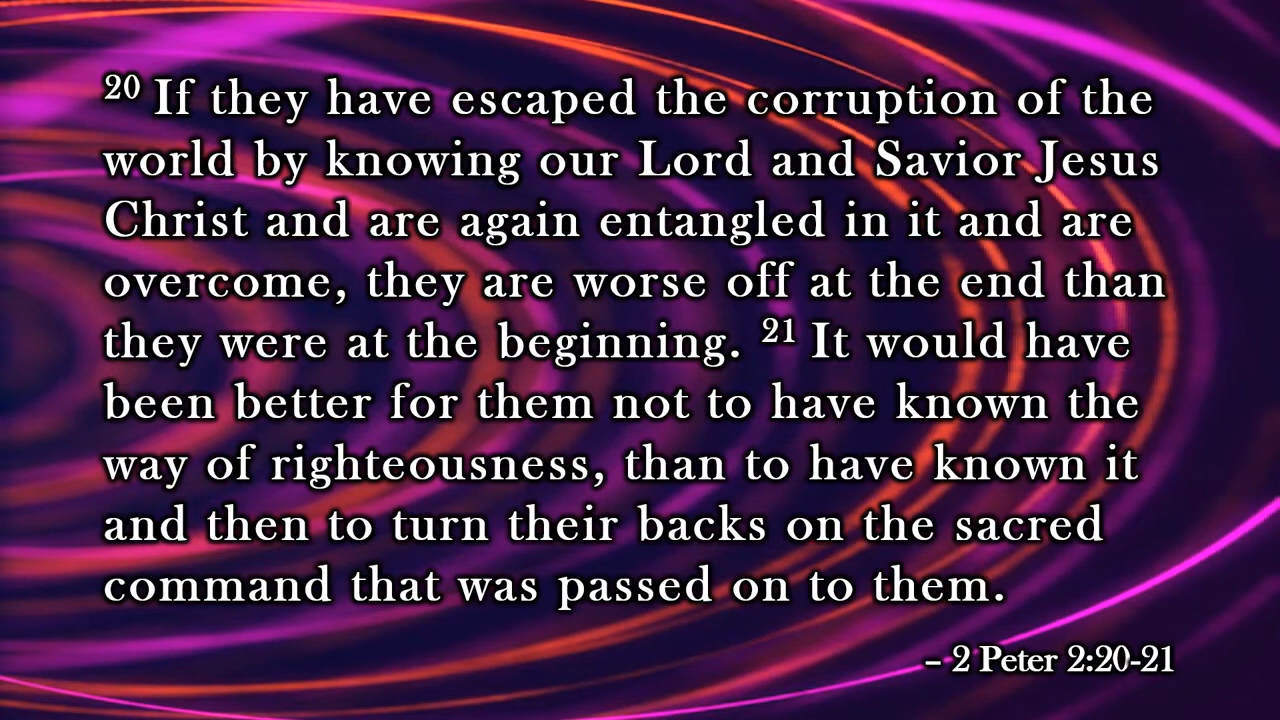 20 If they have escaped the corruption of the
world by knowing our Lord and Savior Jesus
Christ and are again entangled in it and are
overcome, they are worse off at the end than
they were at the beginning. 21 It would have
been better for them not to have known the
way of righteousness, than to have known it
and then to turn their backs on the sacred
command that was passed on to them.
– 2 Peter 2:20-21